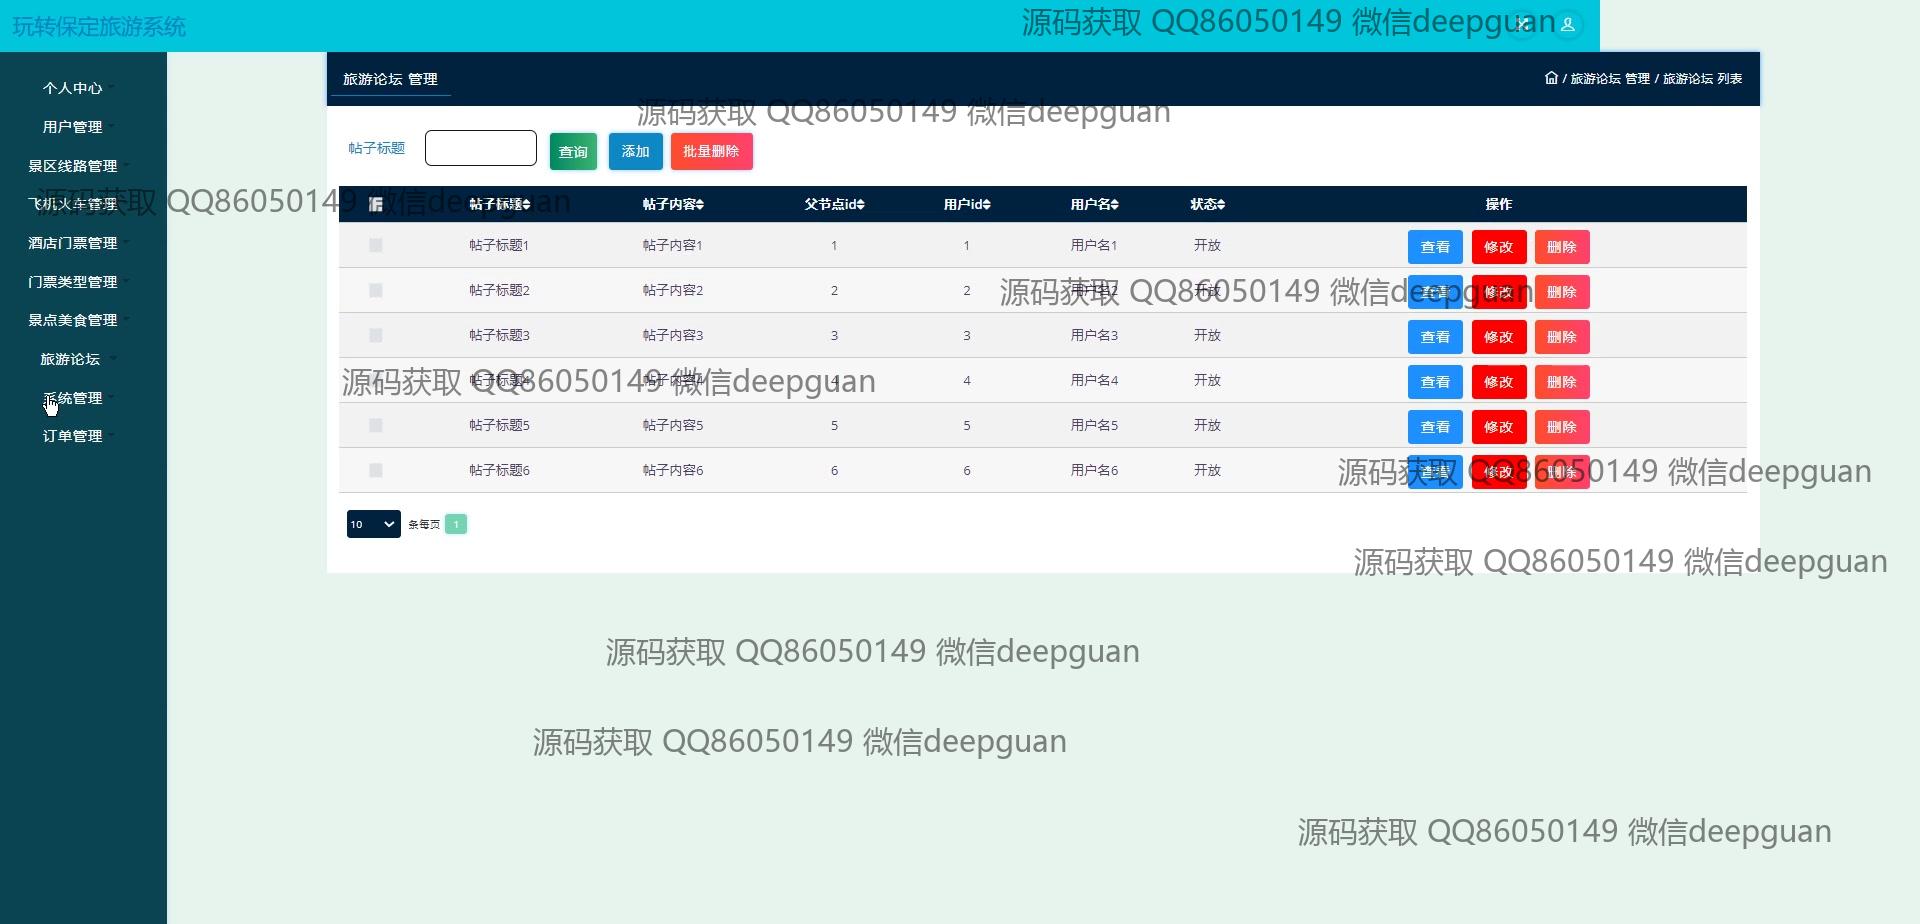 玩转保定旅游系统
源码获取 QQ86050149 微信deepguan
个人中心
用户管理
景区线路管理
飞机火车管理
酒店门票管理
门票类型管理
景点美食管理
旅游论坛
系统管理
订单管理
旅游论坛 管理
/ 旅游论坛 管理 / 旅游论坛 列表
源码获取 QQ86050149 微信deepguan
帖子标题
查询 添加 批量删除
源码获取 QQ86050149 微信deepguan
帖子标题 帖子内容 父节点id 用户id 用户名 状态 操作
帖子标题1 帖子内容1 1 1 用户名1 开放 查看 修改 删除
帖子标题2 帖子内容2 2 2 用户名2 开放 查看 修改 删除
源码获取 QQ86050149 微信deepguan
帖子标题3 帖子内容3 3 3 用户名3 开放 查看 修改 删除
帖子标题4 帖子内容4 4 4 用户名4 开放 查看 修改 删除
源码获取 QQ86050149 微信deepguan
帖子标题5 帖子内容5 5 5 用户名5 开放 查看 修改 删除
帖子标题6 帖子内容6 6 6 用户名6 开放 查看 修改 删除
源码获取 QQ86050149 微信deepguan
10 条每页 1
源码获取 QQ86050149 微信deepguan
源码获取 QQ86050149 微信deepguan
源码获取 QQ86050149 微信deepguan
源码获取 QQ86050149 微信deepguan